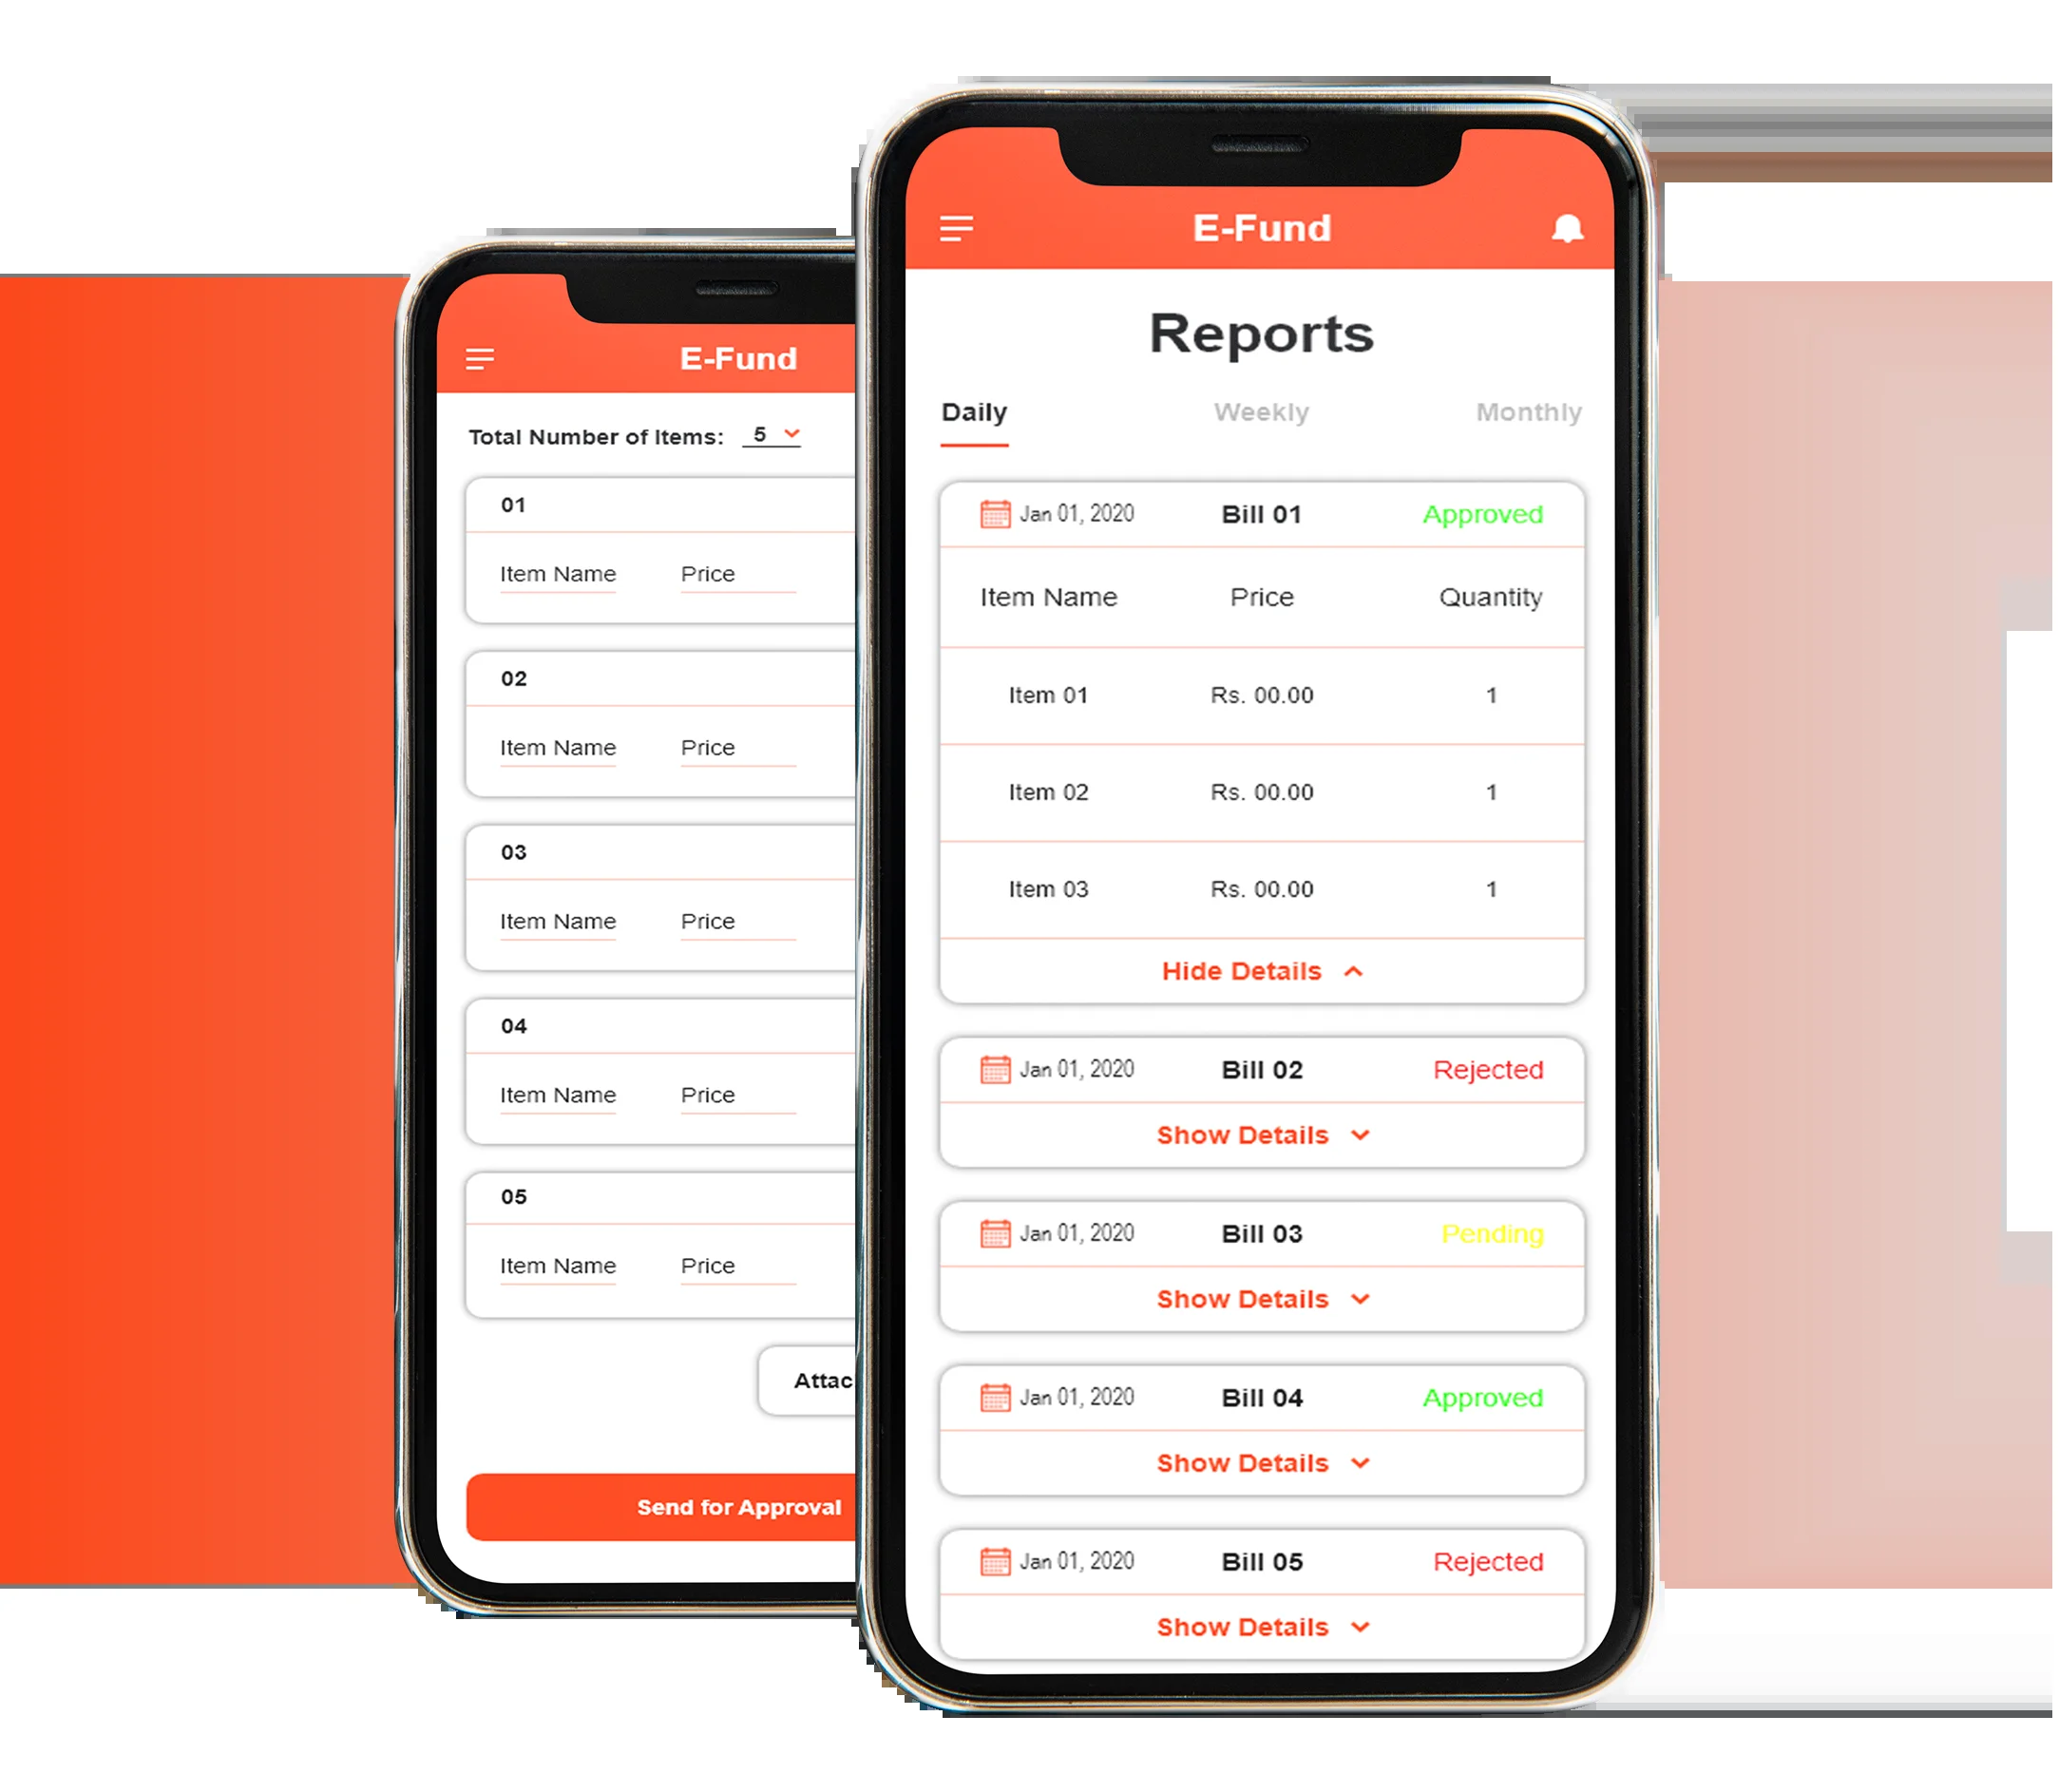 E-Fund
Total Number of Items: 5
01
Item Name Price
02
Item Name Price
03
Item Name Price
04
Item Name Price
05
Item Name Price
Attac
Send for Approval
E-Fund
Reports
Daily Weekly Monthly
Jan 01, 2020 Bill 01 Approved
Item Name Price Quantity
Item 01 Rs. 00.00 1
Item 02 Rs. 00.00 1
Item 03 Rs. 00.00 1
Hide Details
Jan 01, 2020 Bill 02 Rejected
Show Details
Jan 01, 2020 Bill 03 Pending
Show Details
Jan 01, 2020 Bill 04 Approved
Show Details
Jan 01, 2020 Bill 05 Rejected
Show Details